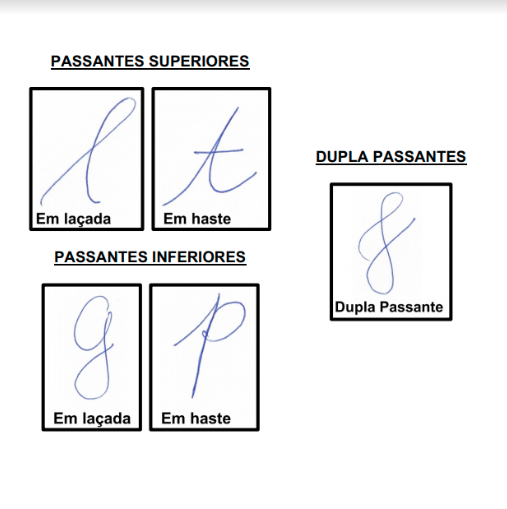 PASSANTES SUPERIORES
l
t
Em laçada
Em haste
PASSANTES INFERIORES
g
p
Em laçada
Em haste
DUPLA PASSANTES
f
Dupla Passante